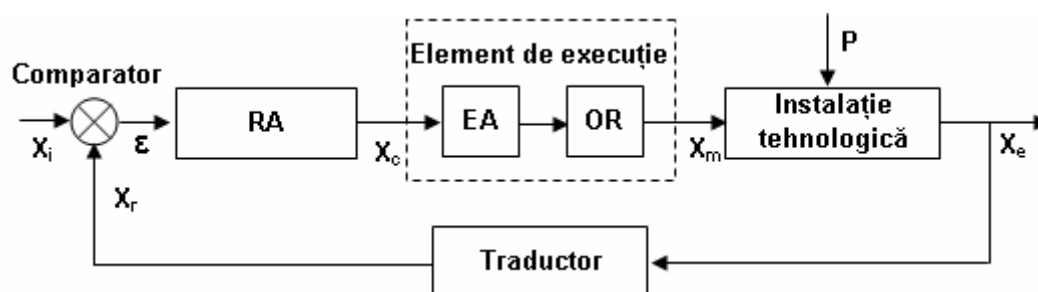 P
Element de execuție
Comparator
RA
EA
OR
Instalație
tehnologică
Xi
ε
Xc
Xm
Xe
Xr
Traductor